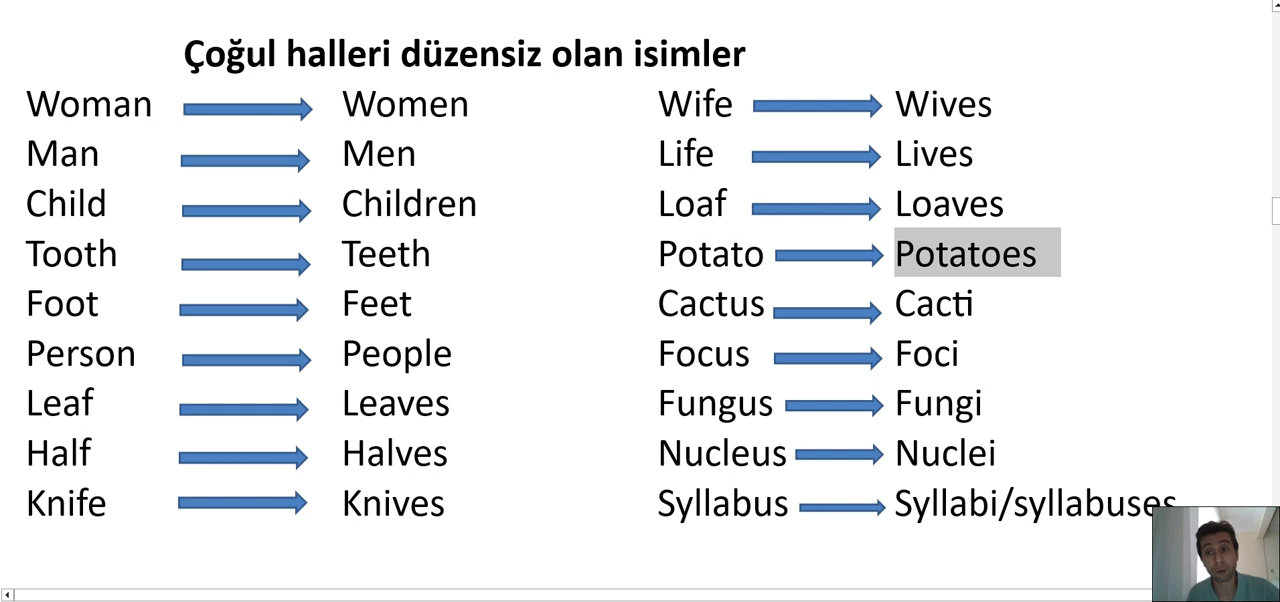 Çoğul halleri düzensiz olan isimler
Woman Women
Man Men
Child Children
Tooth Teeth
Foot Feet
Person People
Leaf Leaves
Half Halves
Knife Knives
Wife Wives
Life Lives
Loaf Loaves
Potato Potatoes
Cactus Cacti
Focus Foci
Fungus Fungi
Nucleus Nuclei
Syllabus Syllabi/syllabuses